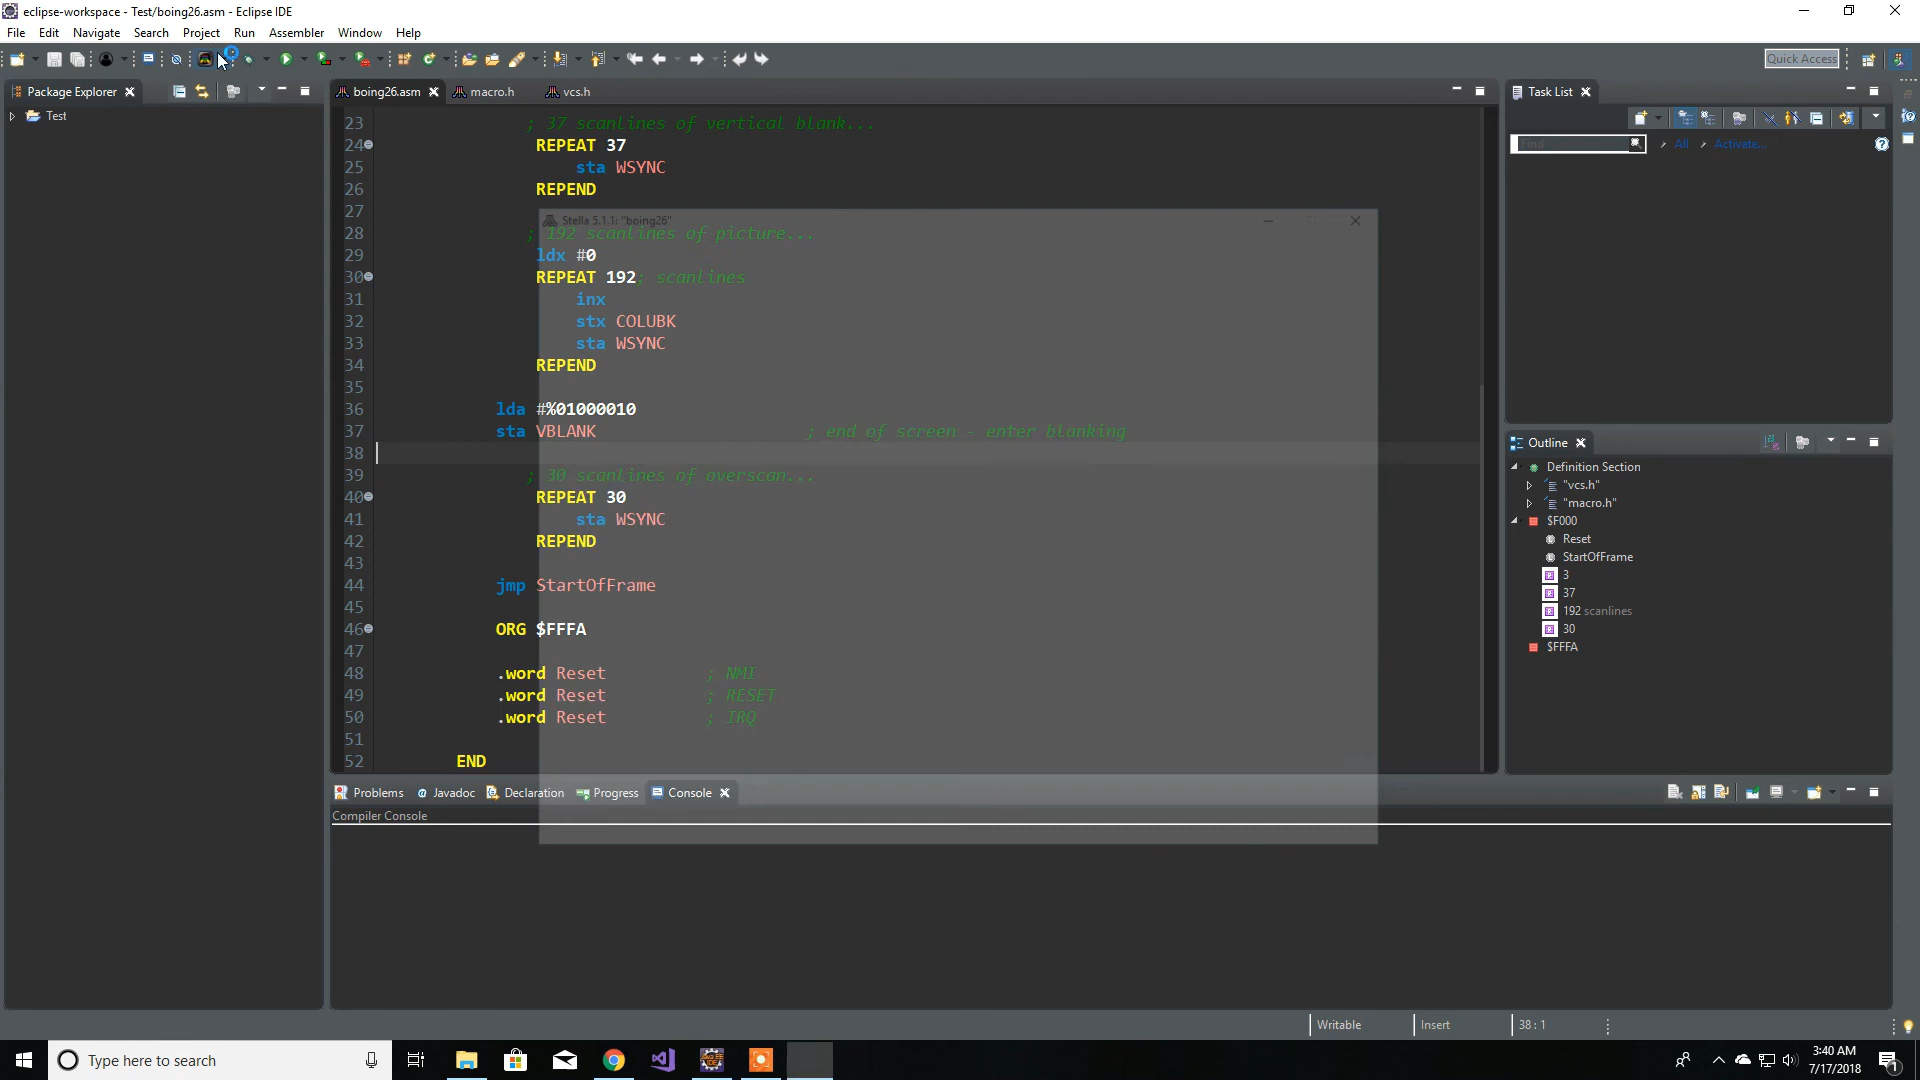 eclipse-workspace - Test/boing26.asm - Eclipse IDE
File Edit Navigate Search Project Run Assembler Window Help
Quick Access
Package Explorer
Test
boing26.asm macro.h vcs.h
23 ; 37 scanlines of vertical blank...
24 REPEAT 37
25 sta WSYNC
26 REPEND
27
Stella 5.1.1: "boing26"
28 ; 192 scanlines of picture...
29 ldx #0
30 REPEAT 192; scanlines
31 inx
32 stx COLUBK
33 sta WSYNC
34 REPEND
35
36 lda #%01000010
37 sta VBLANK ; end of screen - enter blanking
38
39 ; 30 scanlines of overscan...
40 REPEAT 30
41 sta WSYNC
42 REPEND
43
44 jmp StartOfFrame
45
46 ORG $FFFA
47
48 .word Reset ; NMI
49 .word Reset ; RESET
50 .word Reset ; IRQ
51
52 END
Task List
Find All Activate...
Outline
Definition Section
"vcs.h"
"macro.h"
$F000
Reset
StartOfFrame
3
37
192 scanlines
30
$FFFA
Problems @ Javadoc Declaration Progress Console
Compiler Console
Writable Insert 38 : 1
Type here to search
3:40 AM
7/17/2018
1